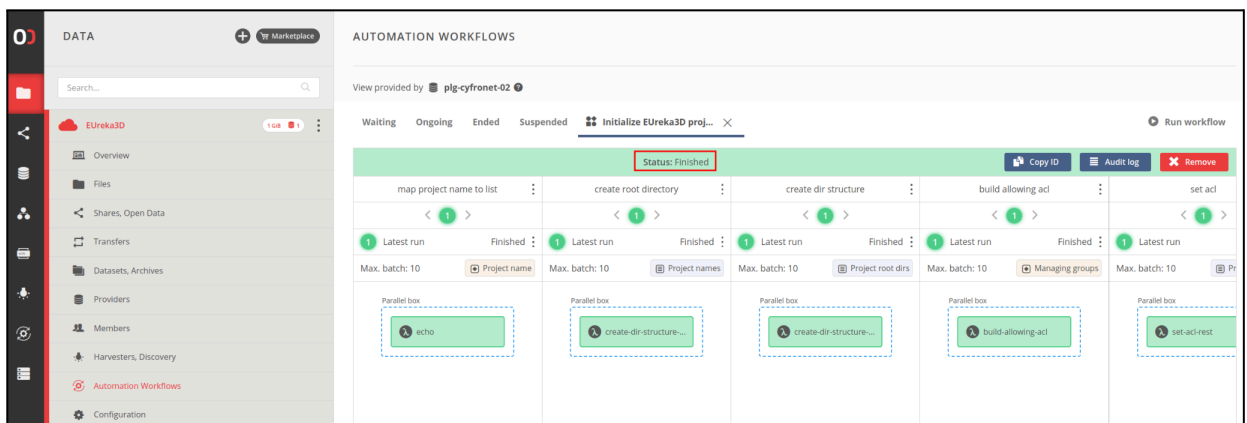 DATA
Marketplace
Search...
EUreka3D
1 GiB 1
Overview
Files
Shares, Open Data
Transfers
Datasets, Archives
Providers
Members
Harvesters, Discovery
Automation Workflows
Configuration
AUTOMATION WORKFLOWS
View provided by plg-cyfronet-02
Waiting Ongoing Ended Suspended Initialize EUreka3D proj... Run workflow
Status: Finished Copy ID Audit log Remove
map project name to list create root directory create dir structure build allowing acl set acl
1 1 1 1 1
1 Latest run Finished 1 Latest run Finished 1 Latest run Finished 1 Latest run Finished 1 Latest run
Max. batch: 10 Project name Max. batch: 10 Project names Max. batch: 10 Project root dirs Max. batch: 10 Managing groups Max. batch: 10 Pr
Parallel box Parallel box Parallel box Parallel box Parallel box
λ echo λ create-dir-structure-... λ create-dir-structure-... λ build-allowing-acl λ set-acl-rest